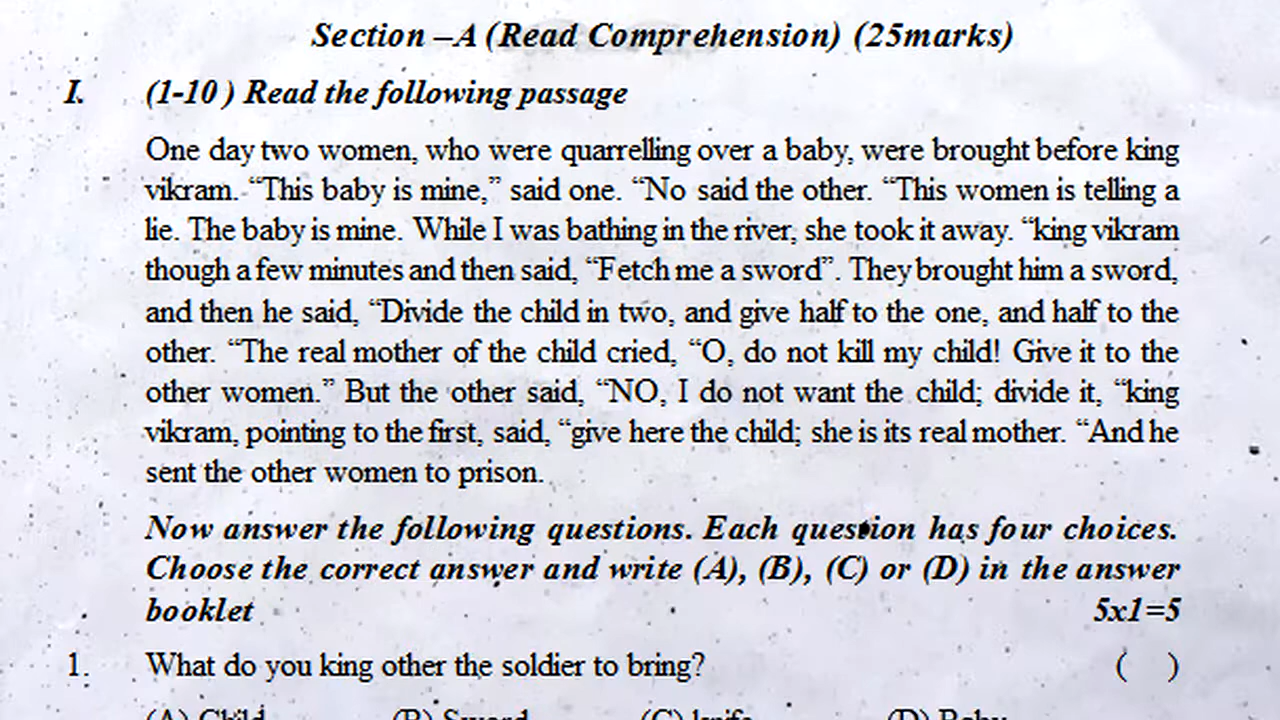 Section –A (Read Comprehension) (25marks)
I. (1-10 ) Read the following passage
One day two women, who were quarrelling over a baby, were brought before king
vikram. “This baby is mine,” said one. “No said the other. “This women is telling a
lie. The baby is mine. While I was bathing in the river, she took it away. “king vikram
though a few minutes and then said, “Fetch me a sword”. They brought him a sword,
and then he said, “Divide the child in two, and give half to the one, and half to the
other. “The real mother of the child cried, “O, do not kill my child! Give it to the
other women.” But the other said, “NO, I do not want the child; divide it, “king
vikram, pointing to the first, said, “give here the child; she is its real mother. “And he
sent the other women to prison.
Now answer the following questions. Each question has four choices.
Choose the correct answer and write (A), (B), (C) or (D) in the answer
booklet 5x1=5
1. What do you king other the soldier to bring? ( )
(A) Child (B) Sword (C) knife (D) Baby